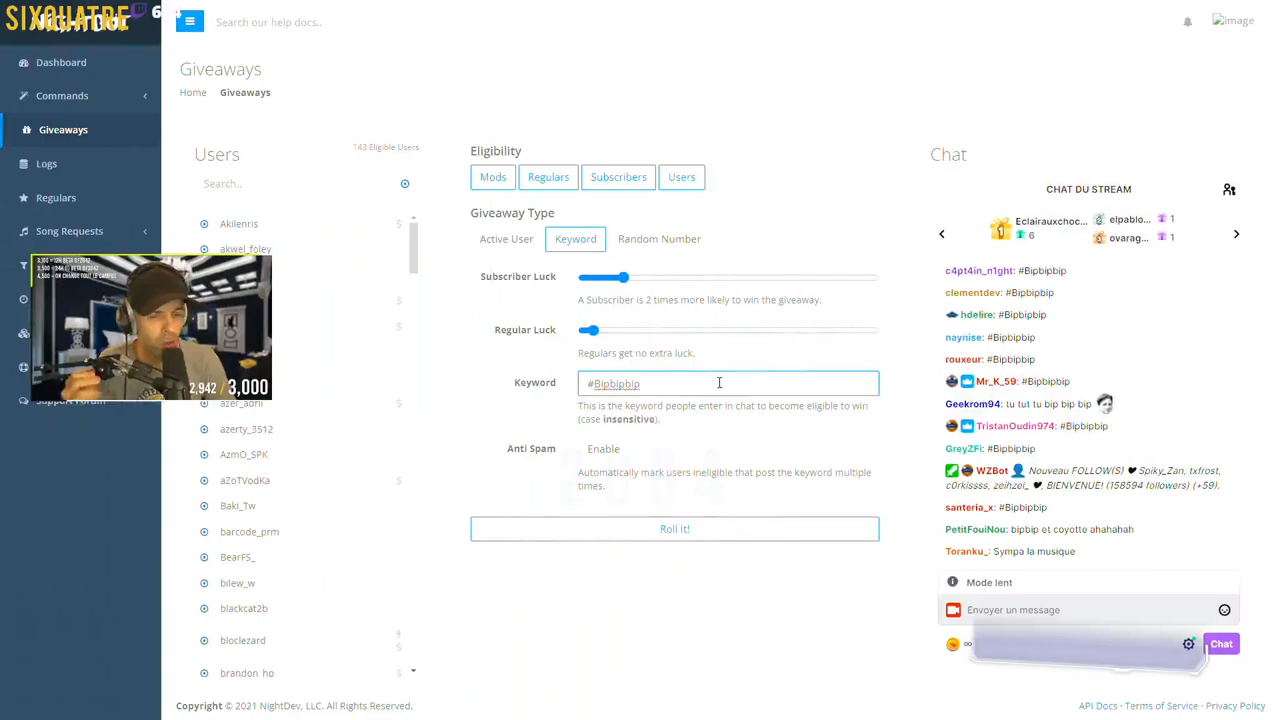 SIXQUATRE
Search our help docs..
Image
Dashboard
Commands
Giveaways
Logs
Regulars
Song Requests
Giveaways
Home Giveaways
Users
143 Eligible Users
Search..
Akilenris
akwel_foley
azer_adril
azerty_3512
AzmO_SPK
aZoTVodKa
Baki_Tw
barcode_prm
BearFS_
bilew_w
blackcat2b
bloclezard
brandon_hp
2,942 / 3,000
Eligibility
Mods Regulars Subscribers Users
Giveaway Type
Active User Keyword Random Number
Subscriber Luck
A Subscriber is 2 times more likely to win the giveaway.
Regular Luck
Regulars get no extra luck.
Keyword
#Bipbipbip
This is the keyword people enter in chat to become eligible to win
(case insensitive).
Anti Spam
Enable
Automatically mark users ineligible that post the keyword multiple
times.
Roll It!
Chat
CHAT DU STREAM
Eclairauxchoc...
6
elpablo... 1
ovarag... 1
c4pt4in_n1ght: #Bipbipbip
clementdev: #Bipbipbip
hdelire: #Bipbipbip
naynise: #Bipbipbip
rouxeur: #Bipbipbip
Mr_K_59: #Bipbipbip
Geekrom94: tu tut tu bip bip bip
TristanOudin974: #Bipbipbip
GreyZFi: #Bipbipbip
WZBot Nouveau FOLLOW(S) ♥ Spiky_Zan, txfrost,
c0rkissss, zeihzei_ ♥, BIENVENUE! (158594 followers) (+59).
santeria_x: #Bipbipbip
PetitFouiNou: bipbip et coyotte ahahahah
Toranku_: Sympa la musique
Mode lent
Envoyer un message
Chat
Copyright © 2021 NightDev, LLC. All Rights Reserved.
API Docs - Terms of Service - Privacy Policy